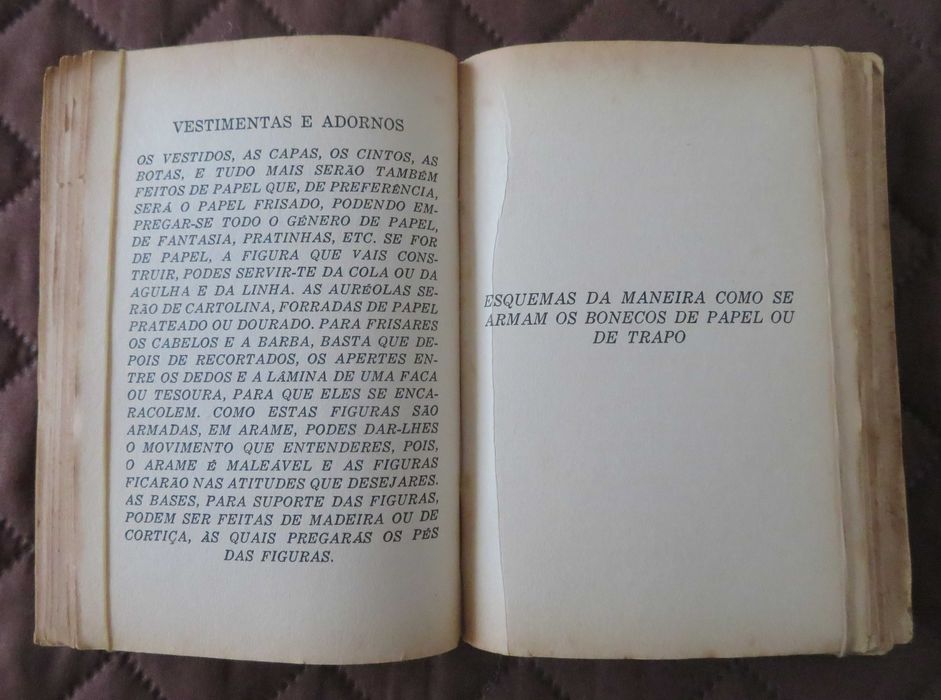 VESTIMENTAS E ADORNOS
OS VESTIDOS, AS CAPAS, OS CINTOS, AS
BOTAS, E TUDO MAIS SERÃO TAMBÉM
FEITOS DE PAPEL QUE, DE PREFERÊNCIA,
SERÁ O PAPEL FRISADO, PODENDO EM-
PREGAR-SE TODO O GÉNERO DE PAPEL,
DE FANTASIA, PRATINHAS, ETC. SE FOR
DE PAPEL, A FIGURA QUE VAIS CONS-
TRUIR, PODES SERVIR-TE DA COLA OU DA
AGULHA E DA LINHA. AS AURÉOLAS SE-
RÃO DE CARTOLINA, FORRADAS DE PAPEL
PRATEADO OU DOURADO. PARA FRISARES
OS CABELOS E A BARBA, BASTA QUE DE-
POIS DE RECORTADOS, OS APERTES EN-
TRE OS DEDOS E A LÂMINA DE UMA FACA
OU TESOURA, PARA QUE ELES SE ENCA-
RACOLEM. COMO ESTAS FIGURAS SÃO
ARMADAS, EM ARAME, PODES DAR-LHES
O MOVIMENTO QUE ENTENDERES, POIS,
O ARAME É MALEÁVEL E AS FIGURAS
FICARÃO NAS ATITUDES QUE DESEJARES.
AS BASES, PARA SUPORTE DAS FIGURAS,
PODEM SER FEITAS DE MADEIRA OU DE
CORTIÇA, ÀS QUAIS PREGARÁS OS PÉS
DAS FIGURAS.
ESQUEMAS DA MANEIRA COMO SE
ARMAM OS BONECOS DE PAPEL OU
DE TRAPO